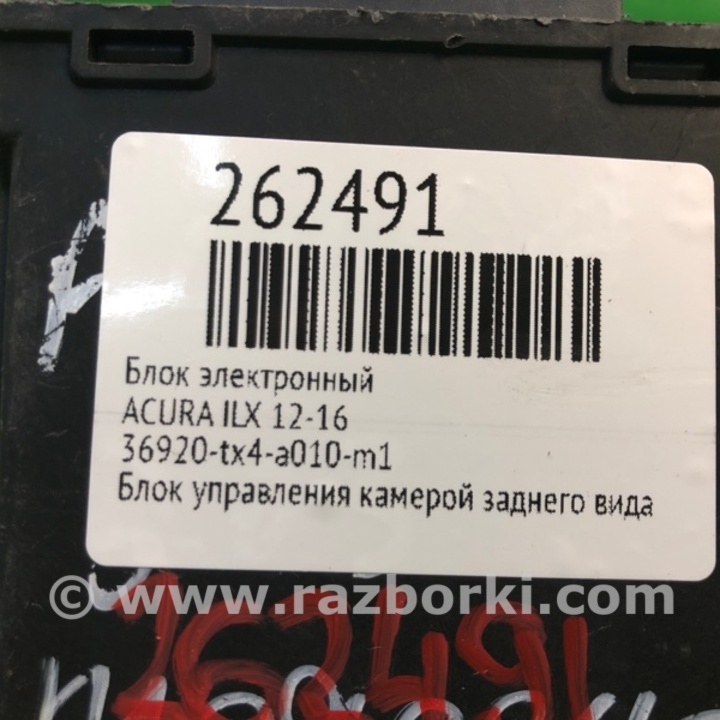 262491
Блок электронный
ACURA ILX 12-16
36920-tx4-a010-m1
Блок управления камерой заднего вида
© www.razborki.com
262491